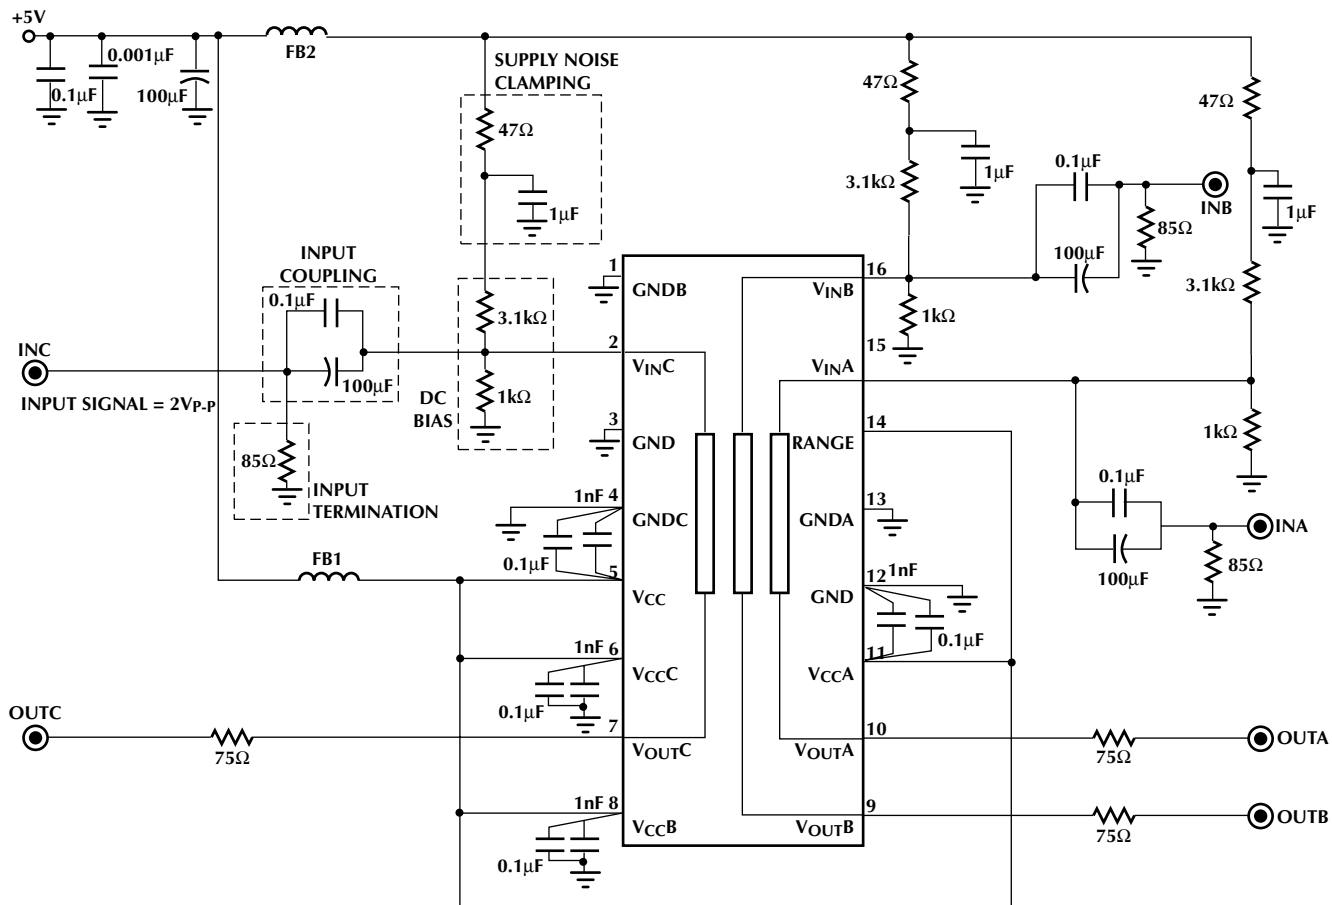 +5V
FB2
0.001μF
0.1μF
100μF
SUPPLY NOISE
CLAMPING
47Ω
1μF
47Ω
3.1kΩ
1μF
47Ω
0.1μF
INB
85Ω
100μF
1μF
3.1kΩ
INPUT
COUPLING
0.1μF
100μF
INC
INPUT SIGNAL = 2VP-P
3.1kΩ
1kΩ
DC
BIAS
85Ω
INPUT
TERMINATION
1
GNDB
2
VINC
3
GND
1nF 4
GNDC
0.1μF
5
VCC
FB1
1nF 6
VCCC
0.1μF
7
VOUTC
OUTC
75Ω
1nF 8
VCCB
0.1μF
16
VINB
1kΩ
15
VINA
14
RANGE
1kΩ
13
GNDA
0.1μF
100μF
INA
85Ω
12 1nF
GND
0.1μF
11
VCCA
10
VOUTA
75Ω
OUTA
9
VOUTB
75Ω
OUTB